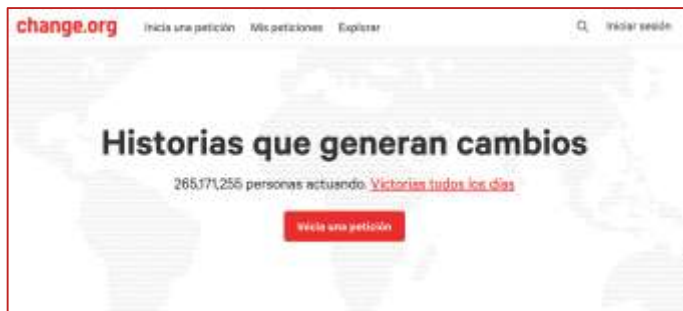 change.org Inicia una petición Mis peticiones Explorar Iniciar sesión
Historias que generan cambios
265,171,255 personas actuando. Victorias todos los días
Inicia una petición